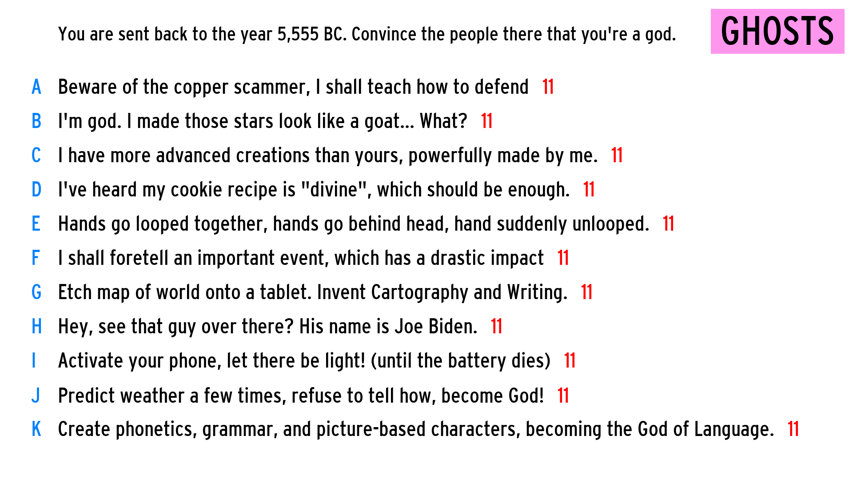 You are sent back to the year 5,555 BC. Convince the people there that you're a god. GHOSTS
A Beware of the copper scammer, I shall teach how to defend 11
B I'm god. I made those stars look like a goat... What? 11
C I have more advanced creations than yours, powerfully made by me. 11
D I've heard my cookie recipe is "divine", which should be enough. 11
E Hands go looped together, hands go behind head, hand suddenly unlooped. 11
F I shall foretell an important event, which has a drastic impact 11
G Etch map of world onto a tablet. Invent Cartography and Writing. 11
H Hey, see that guy over there? His name is Joe Biden. 11
I Activate your phone, let there be light! (until the battery dies) 11
J Predict weather a few times, refuse to tell how, become God! 11
K Create phonetics, grammar, and picture-based characters, becoming the God of Language. 11